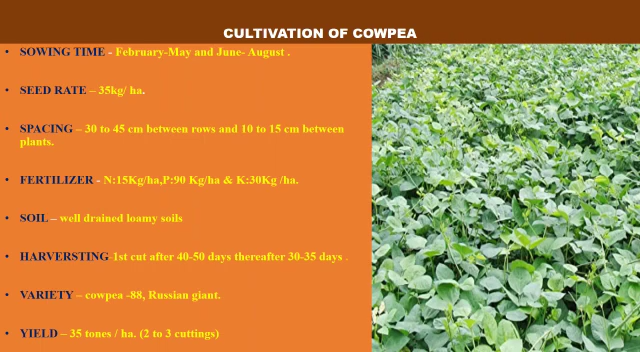 CULTIVATION OF COWPEA
• SOWING TIME - February-May and June- August .
• SEED RATE – 35kg/ ha.
• SPACING – 30 to 45 cm between rows and 10 to 15 cm between
plants.
• FERTILIZER - N:15Kg/ha,P:90 Kg/ha & K:30Kg /ha.
• SOIL – well drained loamy soils
• HARVERSTING 1st cut after 40-50 days thereafter 30-35 days .
• VARIETY – cowpea -88, Russian giant.
• YIELD – 35 tones / ha. (2 to 3 cuttings)